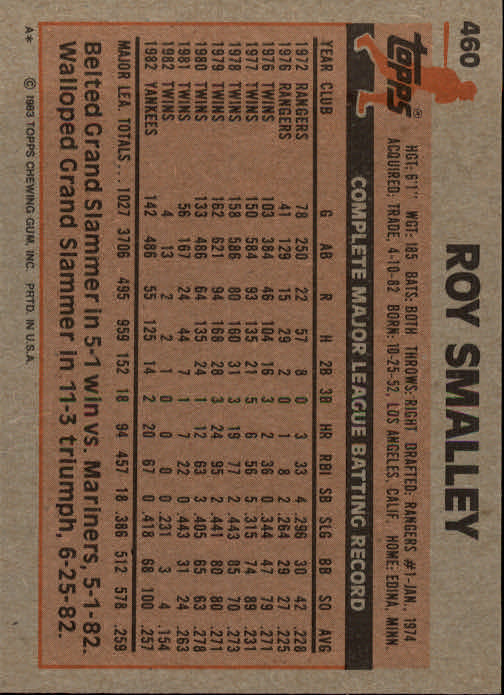 460
topps®
ROY SMALLEY
HGT: 6'1" WGT: 185 BATS: BOTH THROWS: RIGHT DRAFTED: RANGERS #1-JAN., 1974
ACQUIRED: TRADE, 4-10-82 BORN: 10-25-52, LOS ANGELES, CALIF. HOME: EDINA, MINN.
COMPLETE MAJOR LEAGUE BATTING RECORD
YEAR CLUB G AB R H 2B 3B HR RBI SB SLG BB SO AVG
1975 RANGERS 78 250 22 57 8 0 3 33 4 .296 30 42 .228
1976 RANGERS 41 129 15 29 2 0 1 8 2 .264 29 27 .225
1976 TWINS 103 384 46 104 16 3 2 36 0 .344 47 79 .271
1977 TWINS 150 584 93 135 21 5 6 56 5 .315 74 89 .231
1978 TWINS 158 586 80 160 31 3 19 77 2 .433 85 70 .273
1979 TWINS 162 621 94 168 28 3 24 95 2 .441 80 80 .271
1980 TWINS 133 486 64 135 24 1 12 63 3 .405 65 63 .278
1981 TWINS 56 167 24 44 7 1 7 22 0 .443 31 24 .263
1982 TWINS 4 13 2 2 1 0 0 0 0 .231 3 4 .154
1982 YANKEES 142 486 55 125 14 2 20 67 0 .418 68 100 .257
MAJOR LEA. TOTALS... 1027 3706 495 959 152 18 94 457 18 .386 512 578 .259
Belted Grand Slammer in 5-1 win vs. Mariners, 5-1-82.
Walloped Grand Slammer in 11-3 triumph, 6-25-82.
A* © 1983 TOPPS CHEWING GUM, INC. PRTD. IN U.S.A.